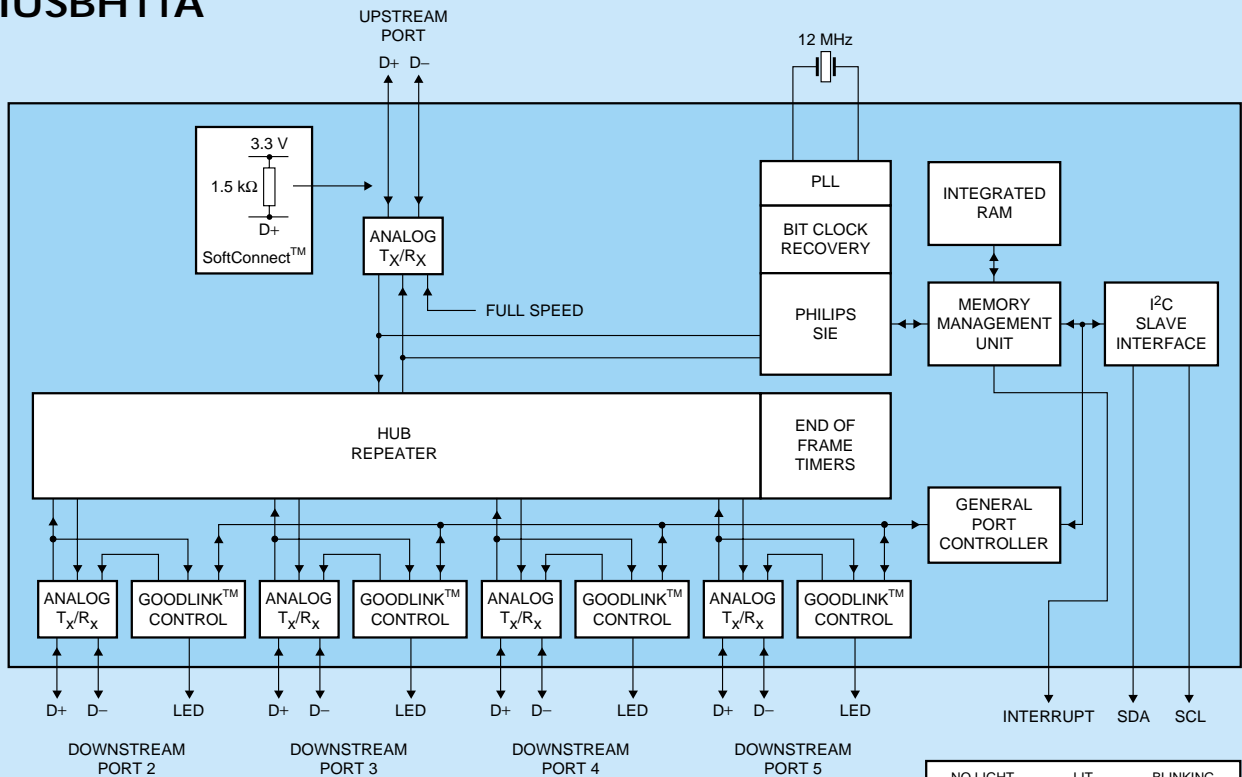 UPSTREAM
PORT
D+ D–
12 MHz
3.3 V
1.5 kΩ
D+
SoftConnect™
ANALOG
TX/RX
FULL SPEED
PLL
BIT CLOCK
RECOVERY
PHILIPS
SIE
INTEGRATED
RAM
MEMORY
MANAGEMENT
UNIT
I²C
SLAVE
INTERFACE
HUB
REPEATER
END OF
FRAME
TIMERS
GENERAL
PORT
CONTROLLER
ANALOG
TX/RX
GOODLINK™
CONTROL
ANALOG
TX/RX
GOODLINK™
CONTROL
ANALOG
TX/RX
GOODLINK™
CONTROL
ANALOG
TX/RX
GOODLINK™
CONTROL
D+ D– LED D+ D– LED D+ D– LED D+ D– LED
INTERRUPT SDA SCL
DOWNSTREAM
PORT 2
DOWNSTREAM
PORT 3
DOWNSTREAM
PORT 4
DOWNSTREAM
PORT 5
NO LIGHT LIT BLINKING